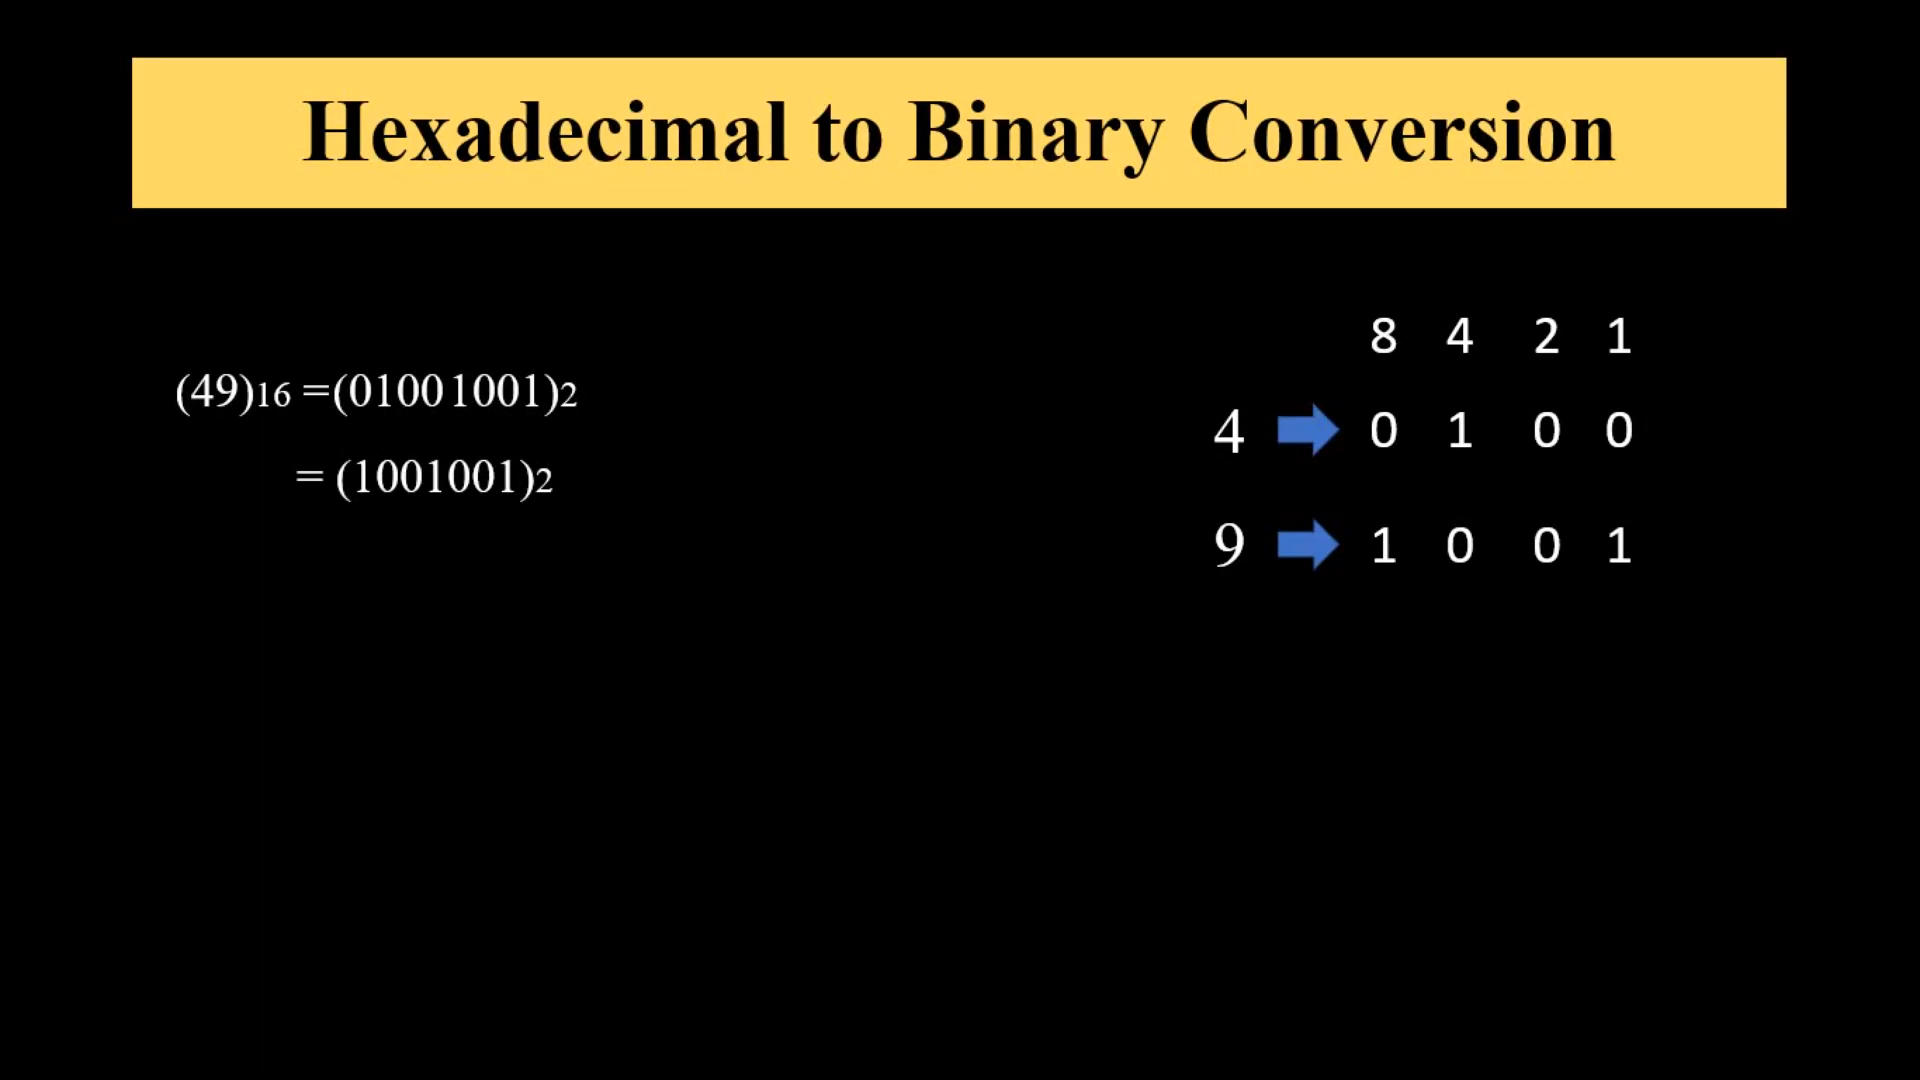 Hexadecimal to Binary Conversion
(49)16 =(01001001)2
= (1001001)2
8 4 2 1
4 0 1 0 0
9 1 0 0 1